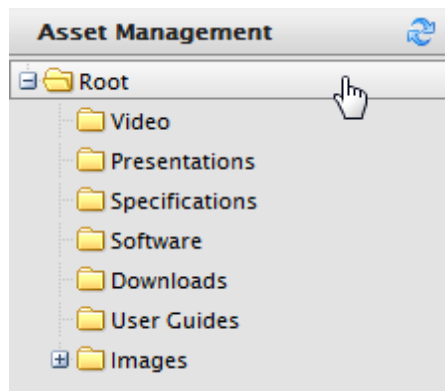 Asset Management
Root
Video
Presentations
Specifications
Software
Downloads
User Guides
Images